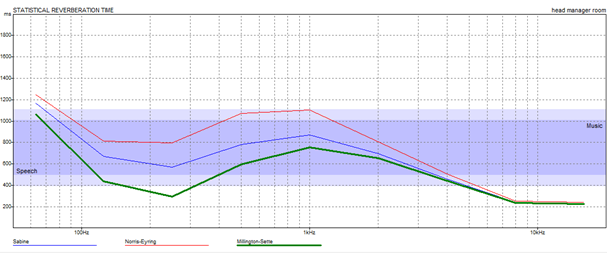 STATISTICAL REVERBERATION TIME
head manager room
ms
1800
1600
1400
1200
1000
800
600
400
200
Music
Speech
100Hz
1kHz
10kHz
Sabine
Norris-Eyring
Millington-Sette